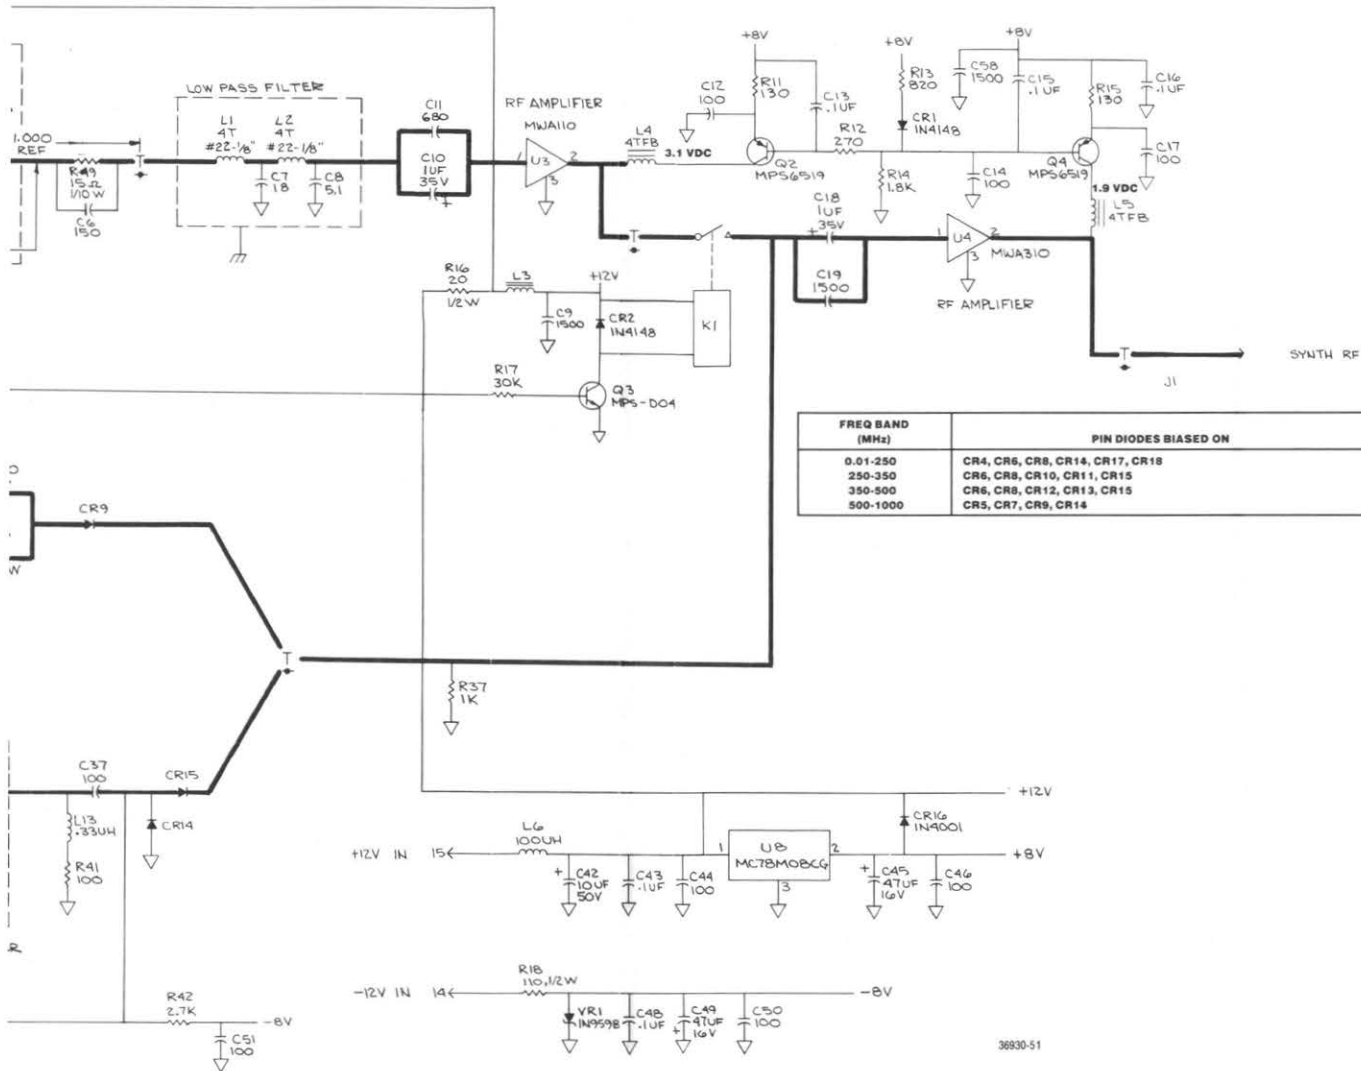 LOW PASS FILTER
L1
4T
#22-1/8"
L2
4T
#22-1/8"
C7
18
C8
5.1
1.000
REF
T
R49
15Ω
1/10 W
C6
150
C11
680
C10
1UF
35V
+
RF AMPLIFIER
MWA110
1
U3
2
3
L4
4TFB
3.1 VDC
C12
100
+8V
R11
130
C13
.1UF
Q2
MPS6519
R12
270
+8V
R13
820
CR1
1N4148
R14
1.8K
C58
1500
+8V
C15
.1UF
C14
100
Q4
MPS6519
R15
130
C16
.1UF
C17
100
1.9 VDC
L5
4TFB
C18
1UF
35V
+
C19
1500
1
U4
2
3
MWA310
RF AMPLIFIER
T
R16
20
1/2W
L3
C9
1500
+12V
CR2
1N4148
K1
R17
30K
Q3
MPS-D04
T
J1
SYNTH RF
FREQ BAND
(MHz)
PIN DIODES BIASED ON
0.01-250 CR4, CR6, CR8, CR14, CR17, CR18
250-350 CR6, CR8, CR10, CR11, CR15
350-500 CR6, CR8, CR12, CR13, CR15
500-1000 CR5, CR7, CR9, CR14
W
CR9
T
R37
1K
C37
100
CR15
L13
.33UH
CR14
R41
100
R
R42
2.7K
-8V
C51
100
+12V
CR16
1N4001
L6
100UH
+12V IN 15
1
U8
MC78M08CG
2
3
+8V
+
C42
10UF
50V
C43
.1UF
C44
100
+
C45
47UF
16V
C46
100
R18
110,1/2W
-12V IN 14
-8V
VR1
1N959B
C48
.1UF
C49
47UF
16V
+
C50
100
36930-51